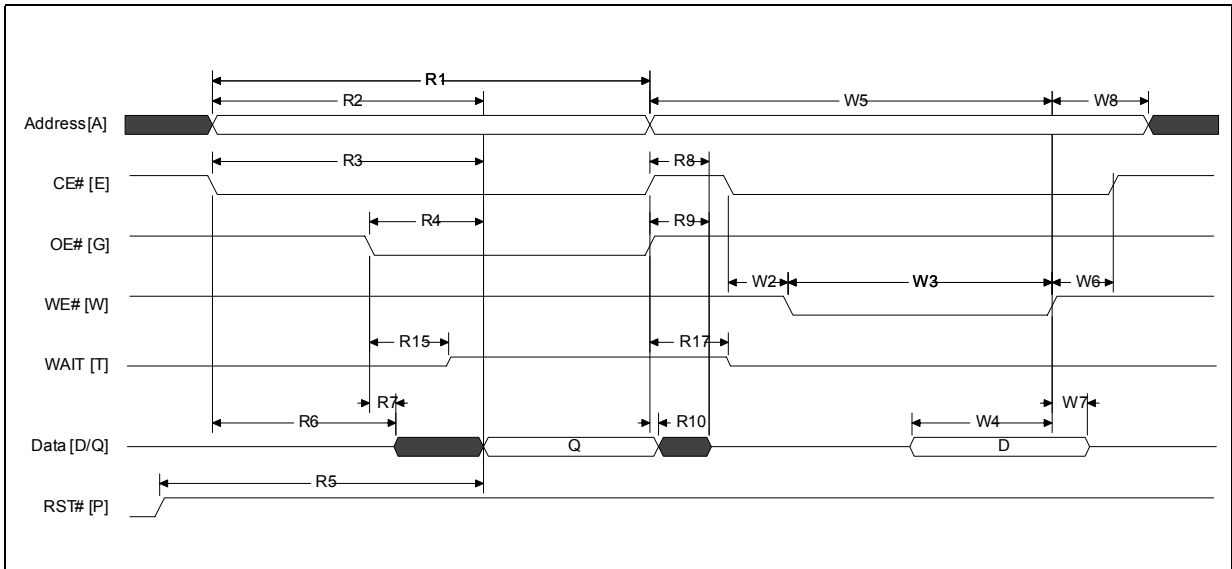 R1
R2
W5
W8
Address[A]
R3
R8
CE# [E]
R4
R9
OE# [G]
W2
W3
W6
WE# [W]
R15
R17
WAIT [T]
R7
W7
R6
R10
W4
Data [D/Q]
Q
D
R5
RST# [P]